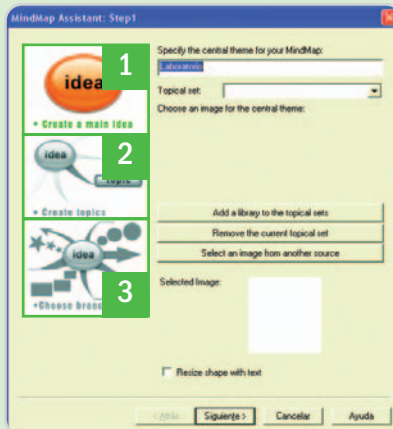 MindMap Assistant: Step1
1
idea
• Create a main idea
2
idea
topic
• Create topics
idea
•Choose bran
3
Specify the central theme for your MindMap:
Laboratorio
Topical set:
Choose an image for the central theme:
Add a library to the topical sets
Remove the current topical set
Select an image from another source
Selected Image:
Resize shape with text
< Atrás
Siguiente >
Cancelar
Ayuda